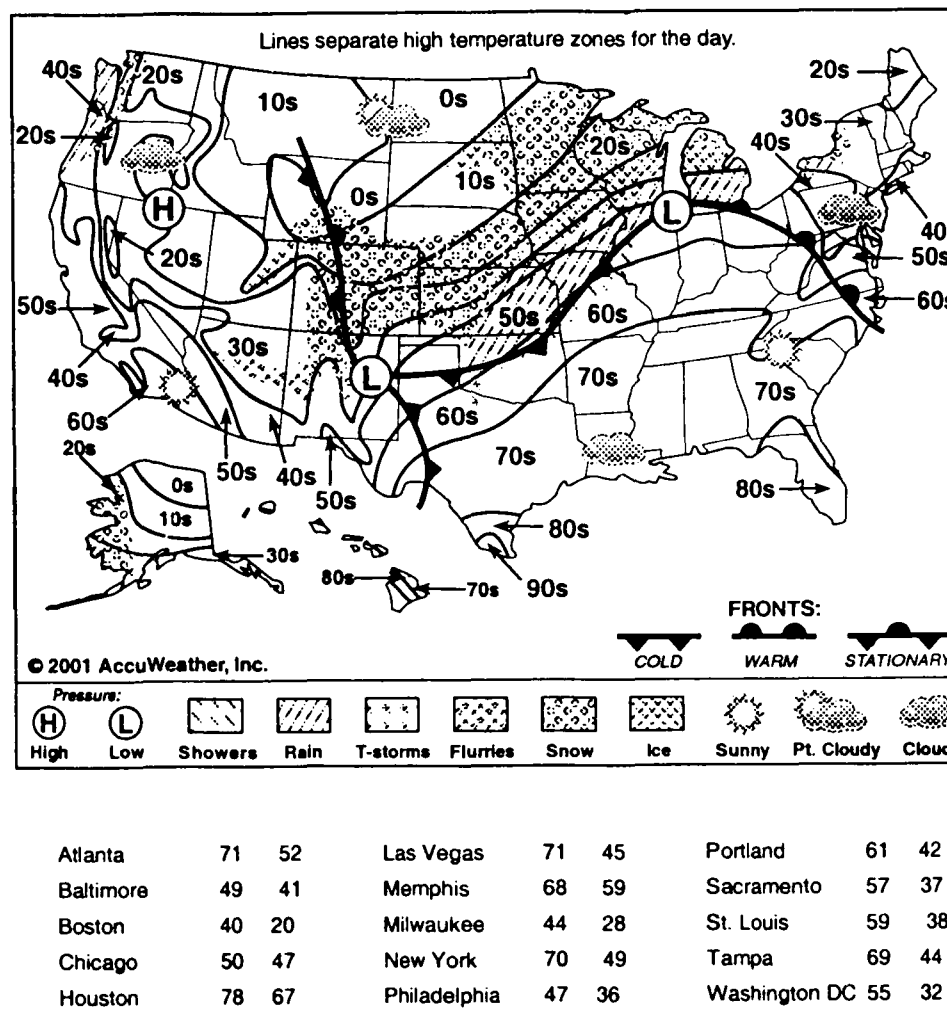 Lines separate high temperature zones for the day.
40s 20s 10s 0s 20s
20s 30s
40s
20s 10s 0s
H L
20s 40s
50s
50s 50s 60s 60s
40s 30s L 70s 70s
60s 60s
20s 50s 40s 70s
0s 50s 80s
10s 80s
30s 90s
80s 70s
FRONTS:
© 2001 AccuWeather, Inc. COLD WARM STATIONARY
Pressure:
H L
High Low Showers Rain T-storms Flurries Snow Ice Sunny Pt. Cloudy
Atlanta 71 52 Las Vegas 71 45 Portland 61 42
Baltimore 49 41 Memphis 68 59 Sacramento 57 37
Boston 40 20 Milwaukee 44 28 St. Louis 59 38
Chicago 50 47 New York 70 49 Tampa 69 44
Houston 78 67 Philadelphia 47 36 Washington DC 55 32